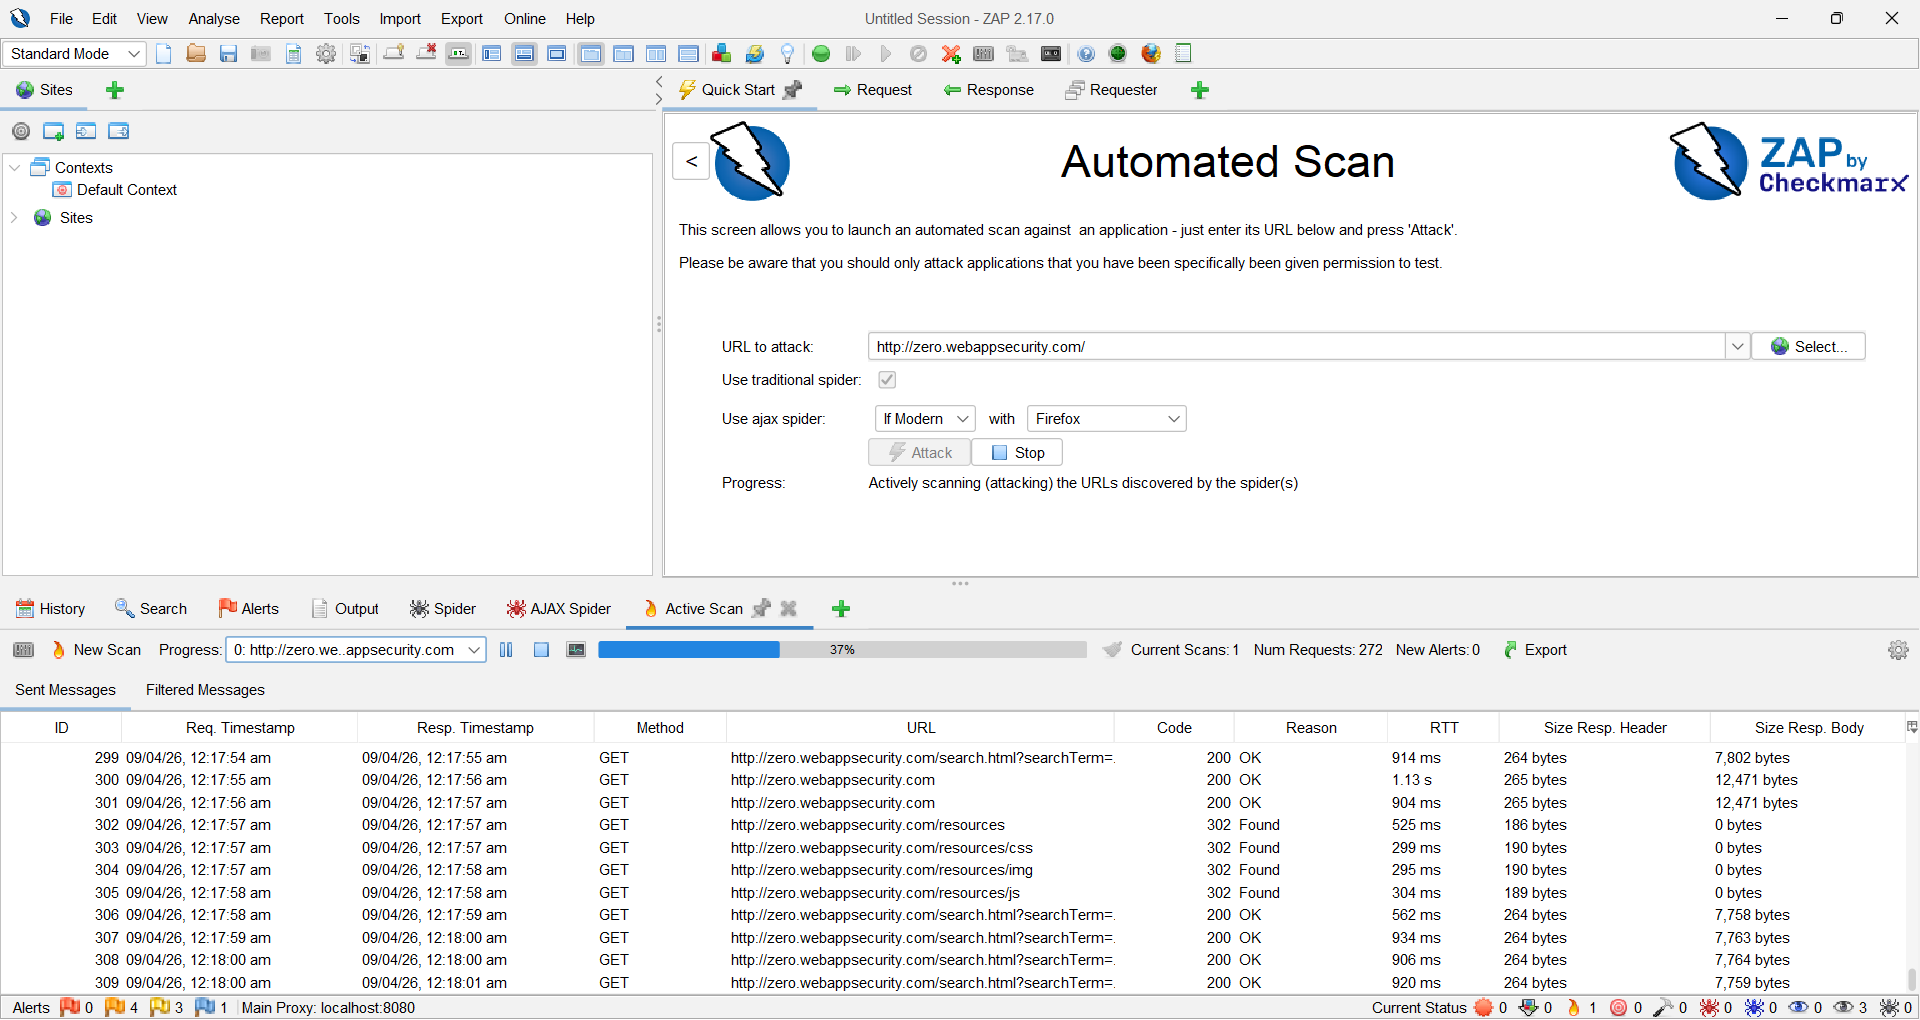 File Edit View Analyse Report Tools Import Export Online Help
Untitled Session - ZAP 2.17.0
Standard Mode
Sites
Quick Start Request Response Requester
Contexts
Default Context
Sites
<
Automated Scan
ZAP by
Checkmarx
This screen allows you to launch an automated scan against  an application - just enter its URL below and press 'Attack'.
Please be aware that you should only attack applications that you have been specifically been given permission to test.
URL to attack: http://zero.webappsecurity.com/ Select...
Use traditional spider:
Use ajax spider: If Modern with Firefox
Attack Stop
Progress: Actively scanning (attacking) the URLs discovered by the spider(s)
History Search Alerts Output Spider AJAX Spider Active Scan
New Scan Progress: 0: http://zero.we..appsecurity.com 37% Current Scans: 1 Num Requests: 272 New Alerts: 0 Export
Sent Messages Filtered Messages
ID Req. Timestamp Resp. Timestamp Method URL Code Reason RTT Size Resp. Header Size Resp. Body
299 09/04/26, 12:17:54 am 09/04/26, 12:17:55 am GET http://zero.webappsecurity.com/search.html?searchTerm=. 200 OK 914 ms 264 bytes 7,802 bytes
300 09/04/26, 12:17:55 am 09/04/26, 12:17:56 am GET http://zero.webappsecurity.com 200 OK 1.13 s 265 bytes 12,471 bytes
301 09/04/26, 12:17:56 am 09/04/26, 12:17:57 am GET http://zero.webappsecurity.com 200 OK 904 ms 265 bytes 12,471 bytes
302 09/04/26, 12:17:57 am 09/04/26, 12:17:57 am GET http://zero.webappsecurity.com/resources 302 Found 525 ms 186 bytes 0 bytes
303 09/04/26, 12:17:57 am 09/04/26, 12:17:57 am GET http://zero.webappsecurity.com/resources/css 302 Found 299 ms 190 bytes 0 bytes
304 09/04/26, 12:17:57 am 09/04/26, 12:17:58 am GET http://zero.webappsecurity.com/resources/img 302 Found 295 ms 190 bytes 0 bytes
305 09/04/26, 12:17:58 am 09/04/26, 12:17:58 am GET http://zero.webappsecurity.com/resources/js 302 Found 304 ms 189 bytes 0 bytes
306 09/04/26, 12:17:58 am 09/04/26, 12:17:59 am GET http://zero.webappsecurity.com/search.html?searchTerm=. 200 OK 562 ms 264 bytes 7,758 bytes
307 09/04/26, 12:17:59 am 09/04/26, 12:18:00 am GET http://zero.webappsecurity.com/search.html?searchTerm=. 200 OK 934 ms 264 bytes 7,763 bytes
308 09/04/26, 12:18:00 am 09/04/26, 12:18:00 am GET http://zero.webappsecurity.com/search.html?searchTerm=. 200 OK 906 ms 264 bytes 7,764 bytes
309 09/04/26, 12:18:00 am 09/04/26, 12:18:01 am GET http://zero.webappsecurity.com/search.html?searchTerm=. 200 OK 920 ms 264 bytes 7,759 bytes
Alerts 0 4 3 1 Main Proxy: localhost:8080 Current Status 0 0 1 0 0 0 0 0 3 0